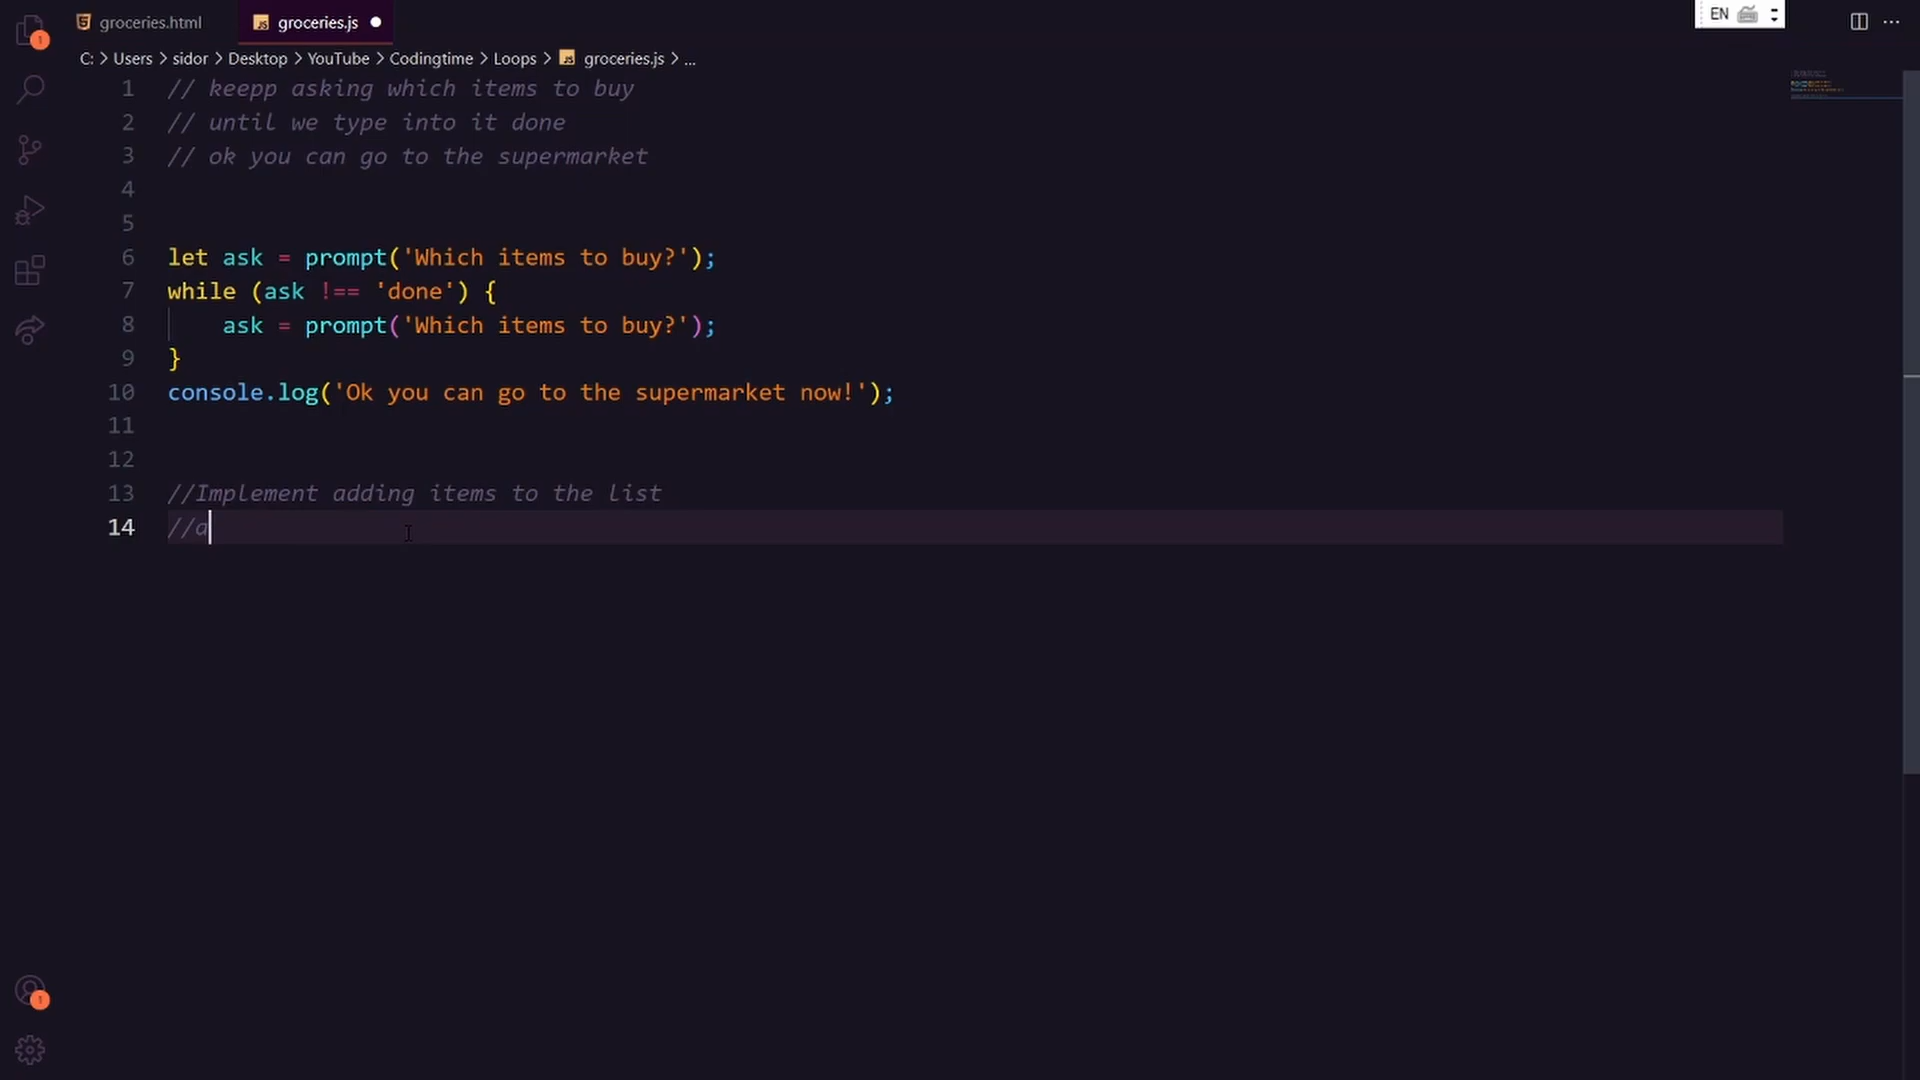 groceries.html groceries.js EN
C: > Users > sidor > Desktop > YouTube > Codingtime > Loops > groceries.js > ...
1 // keepp asking which items to buy
2 // until we type into it done
3 // ok you can go to the supermarket
4
5
6 let ask = prompt('Which items to buy?');
7 while (ask !== 'done') {
8 ask = prompt('Which items to buy?');
9 }
10 console.log('Ok you can go to the supermarket now!');
11
12
13 //Implement adding items to the list
14 //a
1
1